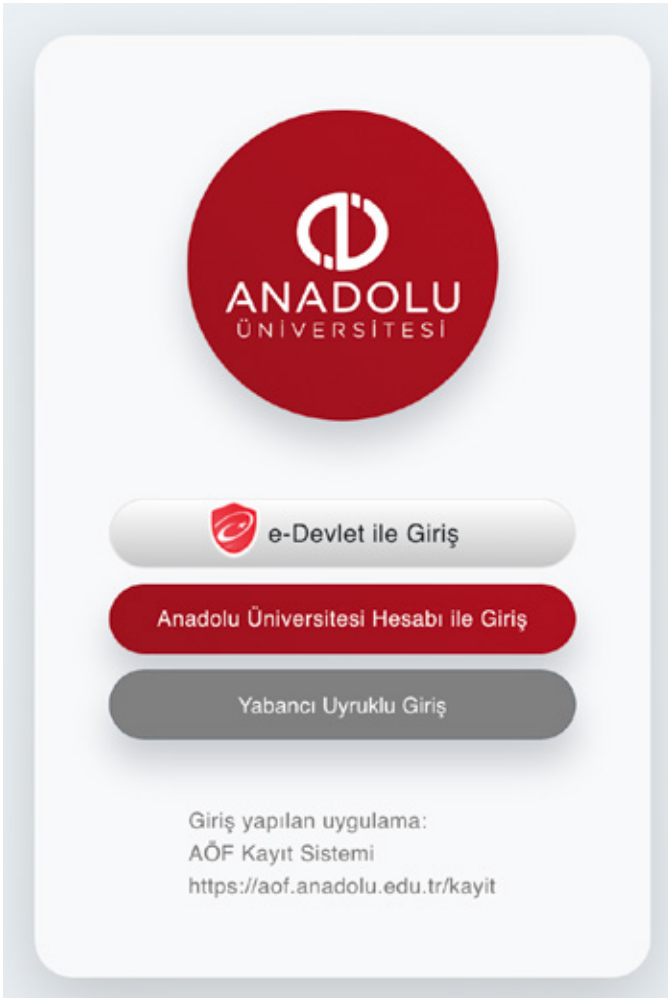 ANADOLU
ÜNİVERSİTESİ
e-Devlet ile Giriş
Anadolu Üniversitesi Hesabı ile Giriş
Yabancı Uyruklu Giriş
Giriş yapılan uygulama:
AÖF Kayıt Sistemi
https://aof.anadolu.edu.tr/kayit